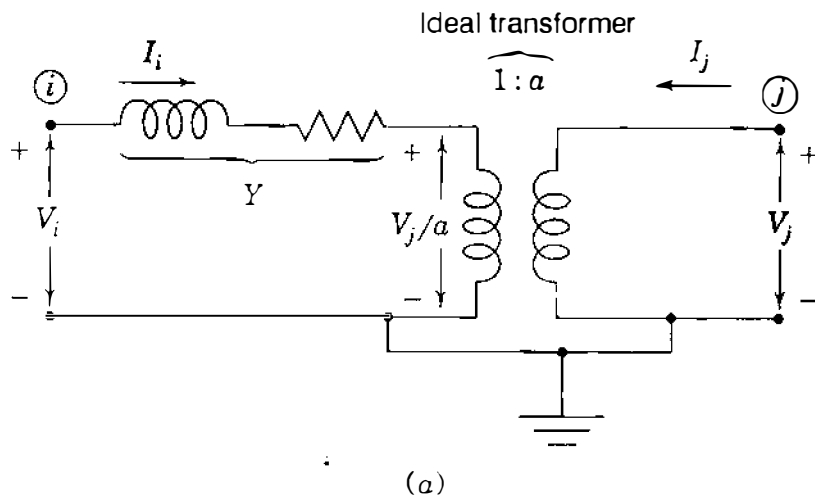 Ideal transformer
1 : a
I_i
I_j
i
j
+
+
+
Y
V_i
V_j/a
V_j
−
−
−
(a)